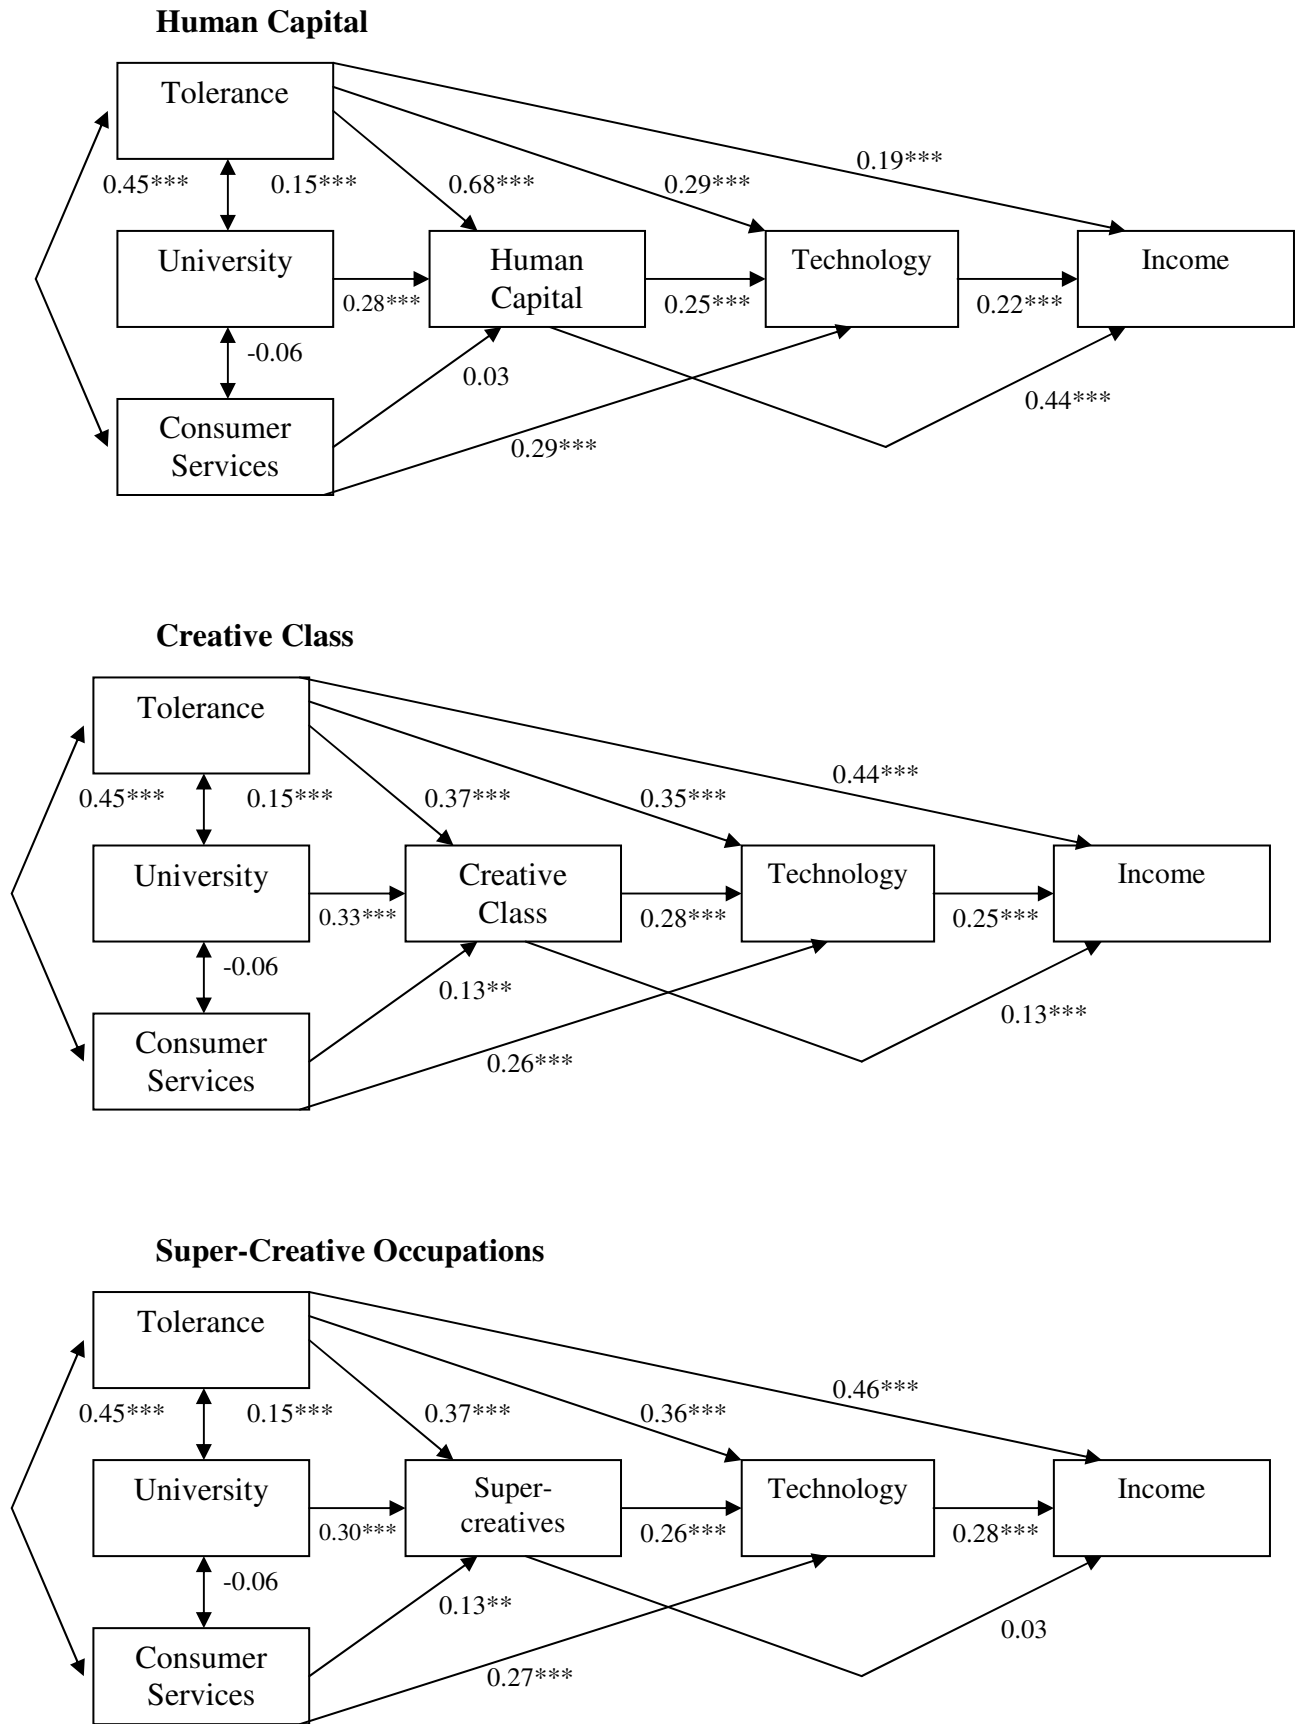 Human Capital
Tolerance
0.19***
0.45***
0.15***
0.68***
0.29***
University
Human
Capital
Technology
Income
0.28***
0.25***
0.22***
-0.06
0.03
0.44***
Consumer
Services
0.29***
Creative Class
Tolerance
0.44***
0.45***
0.15***
0.37***
0.35***
University
Creative
Class
Technology
Income
0.33***
0.28***
0.25***
-0.06
0.13**
0.13***
Consumer
Services
0.26***
Super-Creative Occupations
Tolerance
0.46***
0.45***
0.15***
0.37***
0.36***
University
Super-
creatives
Technology
Income
0.30***
0.26***
0.28***
-0.06
0.13**
0.03
Consumer
Services
0.27***